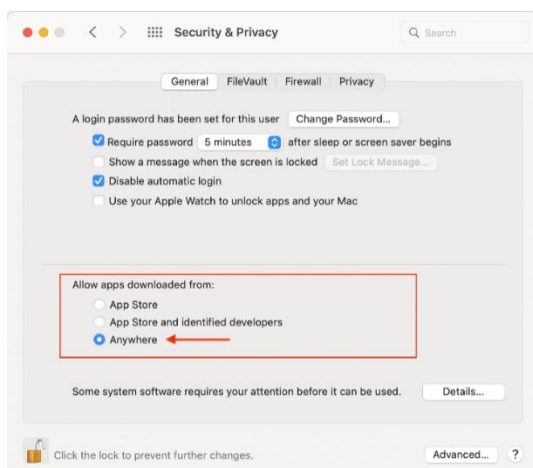 Security & Privacy
Search
General FileVault Firewall Privacy
A login password has been set for this user Change Password...
Require password 5 minutes after sleep or screen saver begins
Show a message when the screen is locked Set Lock Message...
Disable automatic login
Use your Apple Watch to unlock apps and your Mac
Allow apps downloaded from:
App Store
App Store and identified developers
Anywhere
Some system software requires your attention before it can be used. Details...
Click the lock to prevent further changes. Advanced... ?